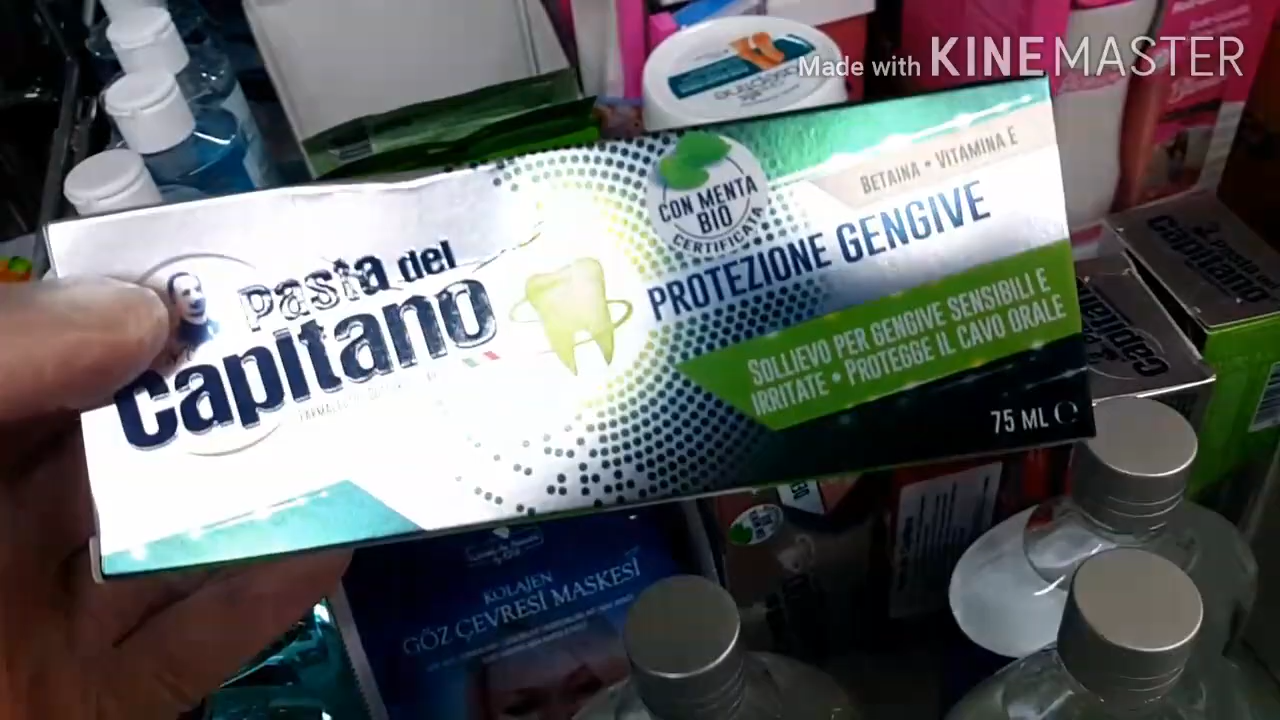 Made with KINEMASTER
Pasta del
Capitano
CON MENTA
BIO
CERTIFICATA
BETAINA • VITAMINA E
PROTEZIONE GENGIVE
SOLLIEVO PER GENGIVE SENSIBILI E
IRRITATE • PROTEGGE IL CAVO ORALE
75 ML e
Pasta del
Capitano
Capitano
KOLAJEN
GÖZ ÇEVRESİ MASKESİ